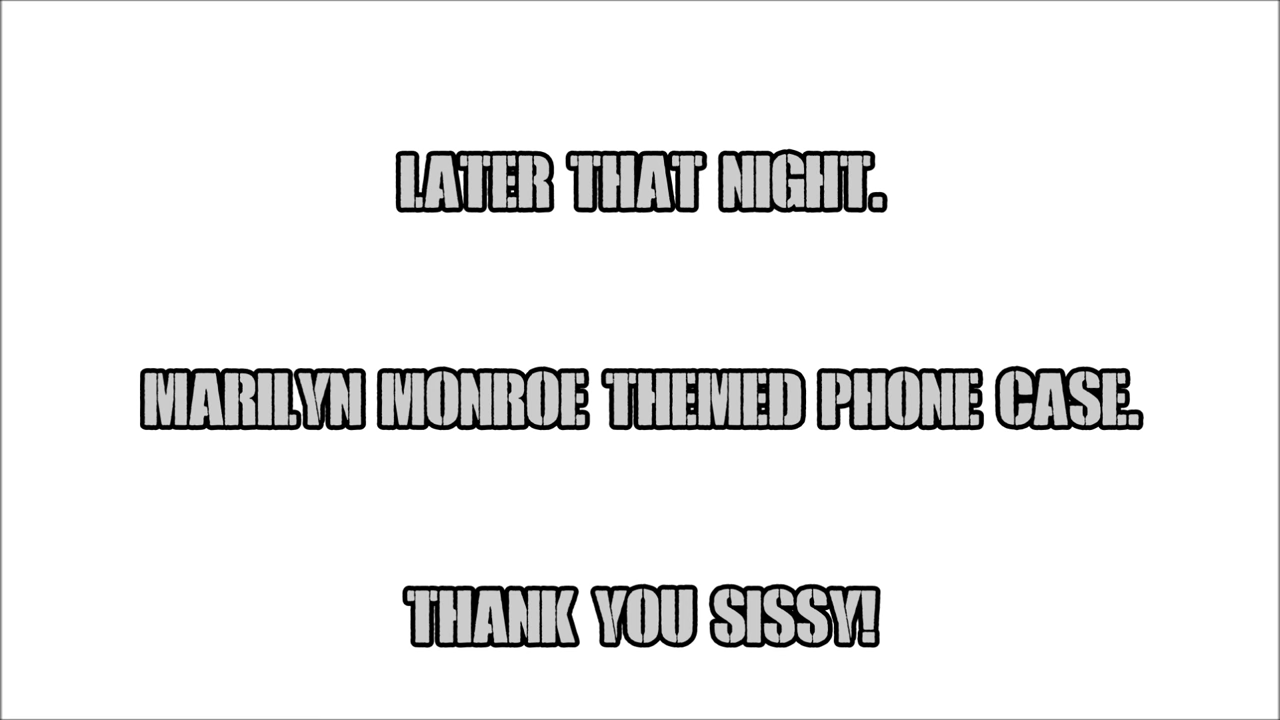 LATER THAT NIGHT.
MARILYN MONROE THEMED PHONE CASE.
THANK YOU SISSY!